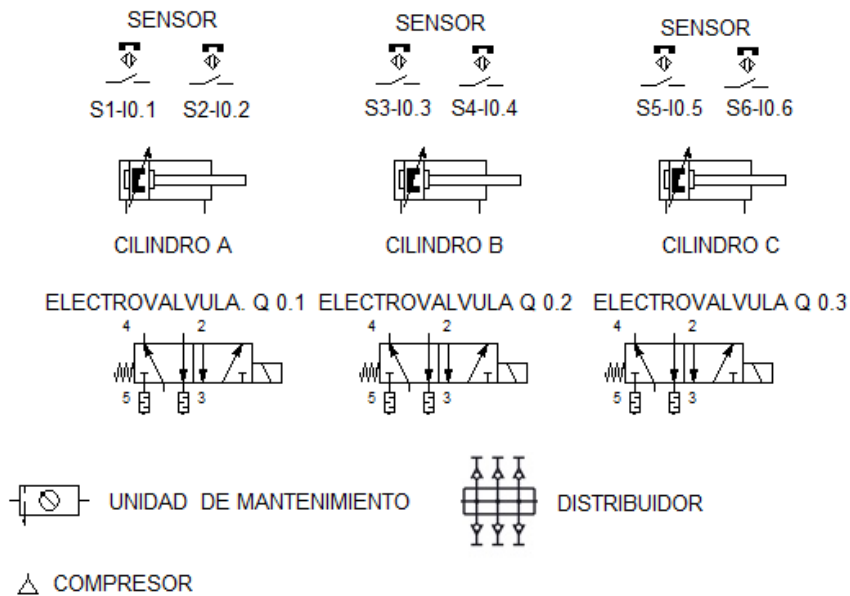 SENSOR SENSOR SENSOR
S1-I0.1 S2-I0.2 S3-I0.3 S4-I0.4 S5-I0.5 S6-I0.6
CILINDRO A CILINDRO B CILINDRO C
ELECTROVALVULA. Q 0.1 ELECTROVALVULA Q 0.2 ELECTROVALVULA Q 0.3
4 2 4 2 4 2
5 3 5 3 5 3
UNIDAD DE MANTENIMIENTO DISTRIBUIDOR
COMPRESOR